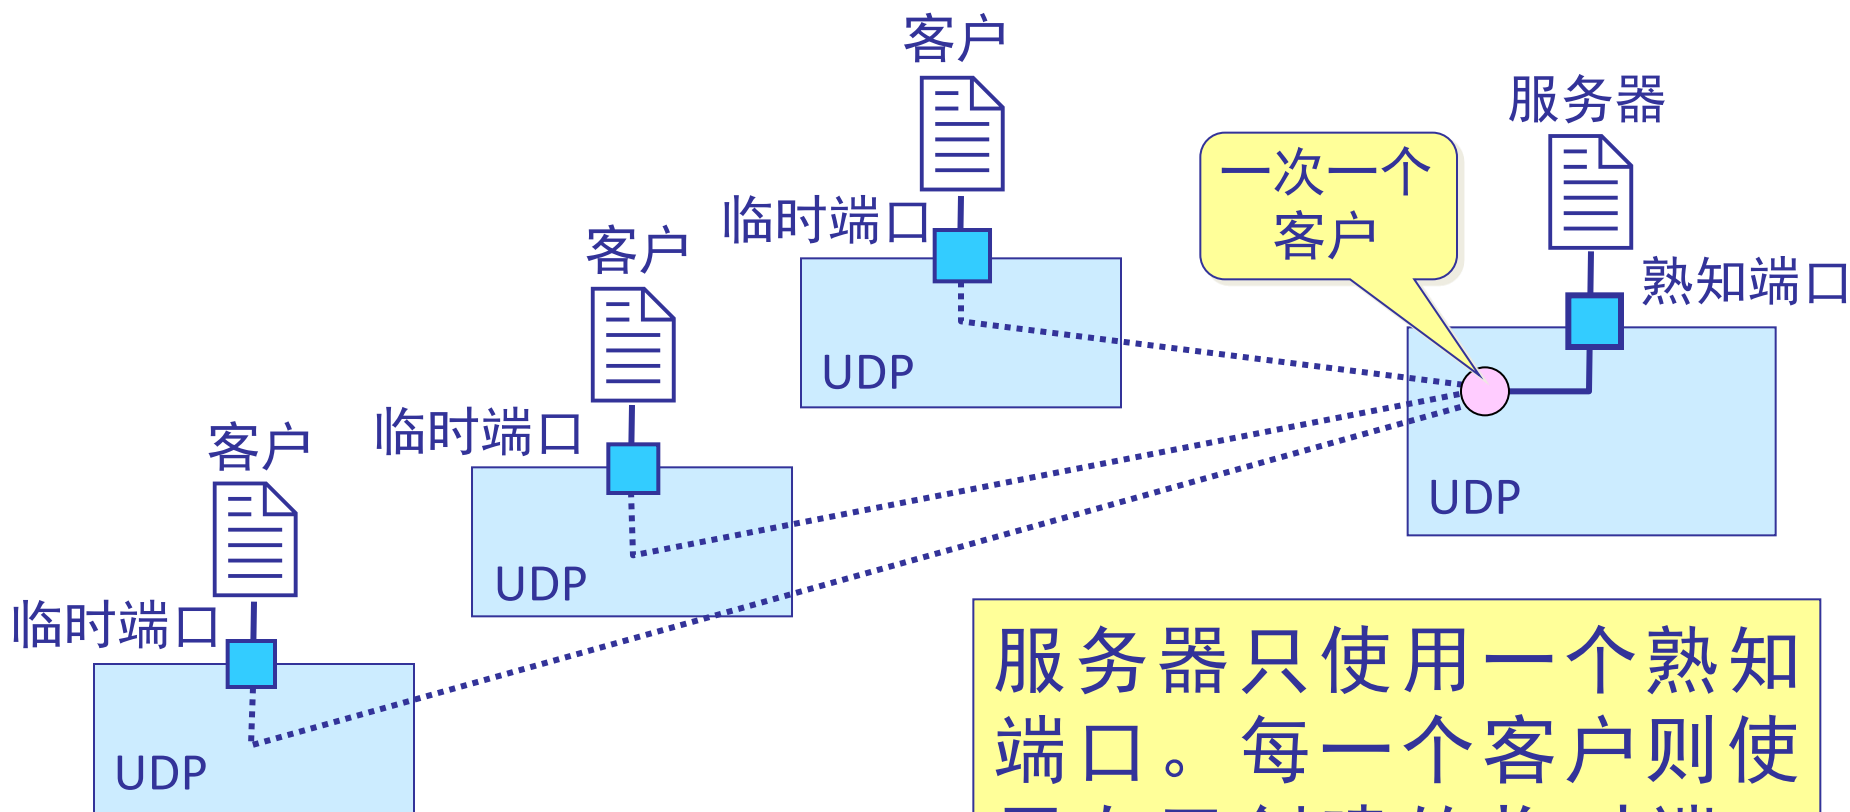 客户
服务器
一次一个
客户
临时端口
客户
熟知端口
UDP
临时端口
客户
UDP
UDP
临时端口
服务器只使用一个熟知
端口。每一个客户则使
UDP